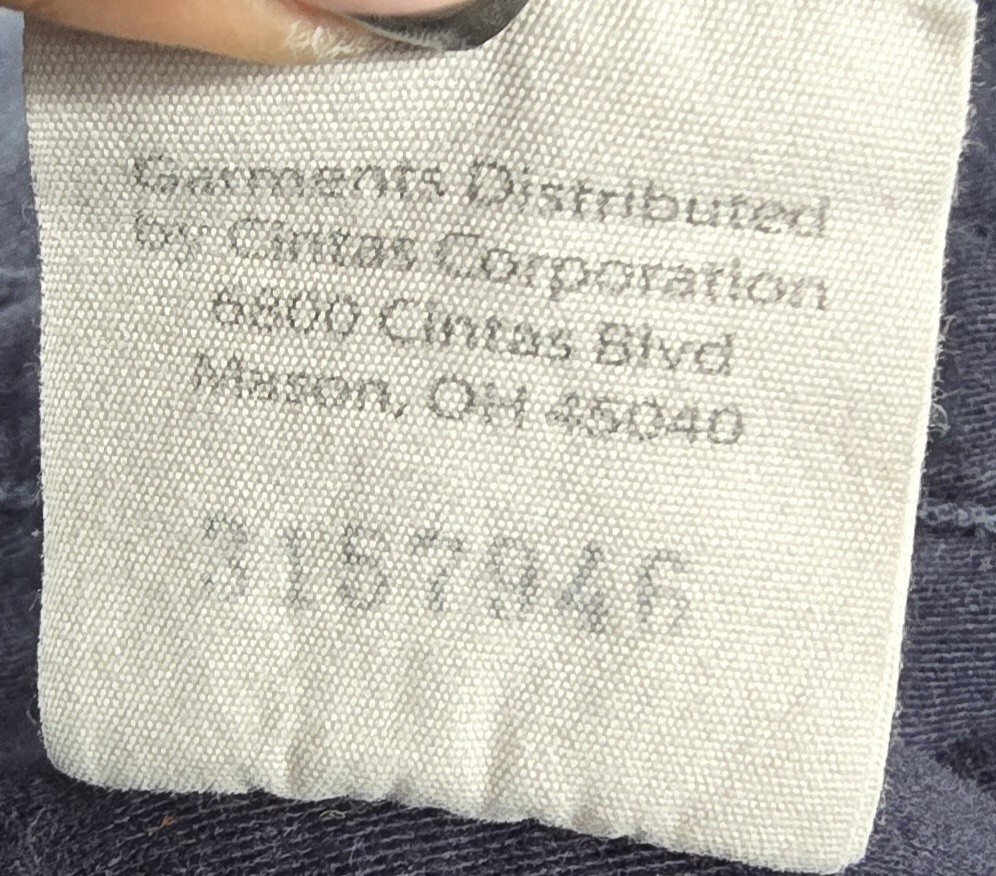 Garments Distributed
by Cintas Corporation
6800 Cintas Blvd
Mason, OH 45040
3157946